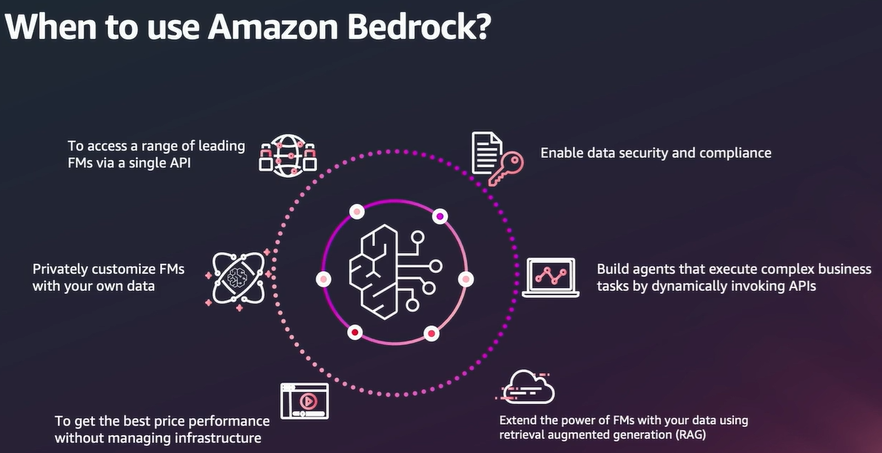 When to use Amazon Bedrock?
To access a range of leading
FMs via a single API
Enable data security and compliance
Privately customize FMs
with your own data
Build agents that execute complex business
tasks by dynamically invoking APIs
To get the best price performance
without managing infrastructure
Extend the power of FMs with your data using
retrieval augmented generation (RAG)